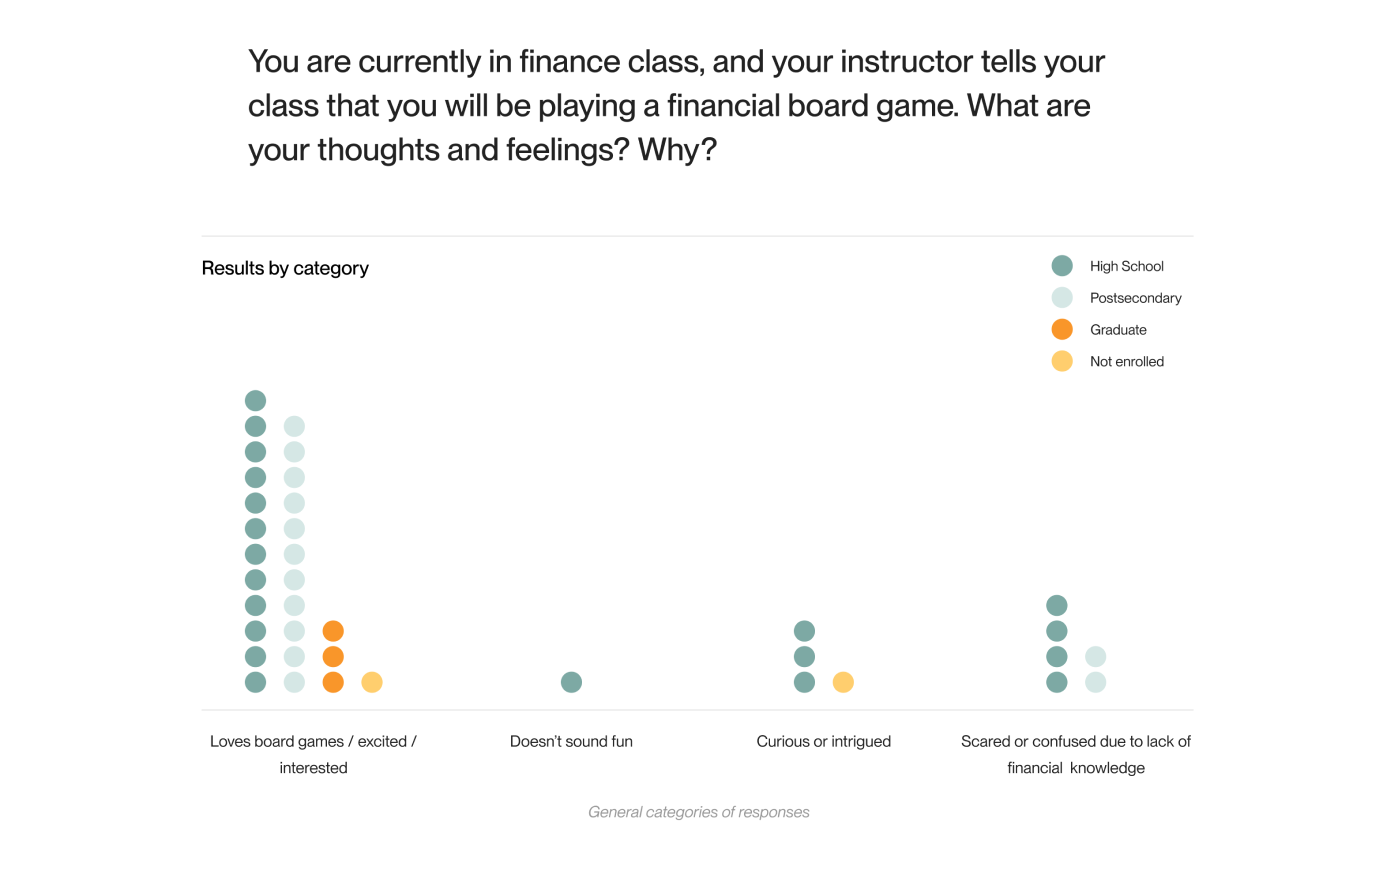 You are currently in finance class, and your instructor tells your
class that you will be playing a financial board game. What are
your thoughts and feelings? Why?
Results by category
High School
Postsecondary
Graduate
Not enrolled
Loves board games / excited /
interested
Doesn’t sound fun
Curious or intrigued
Scared or confused due to lack of
financial knowledge
General categories of responses